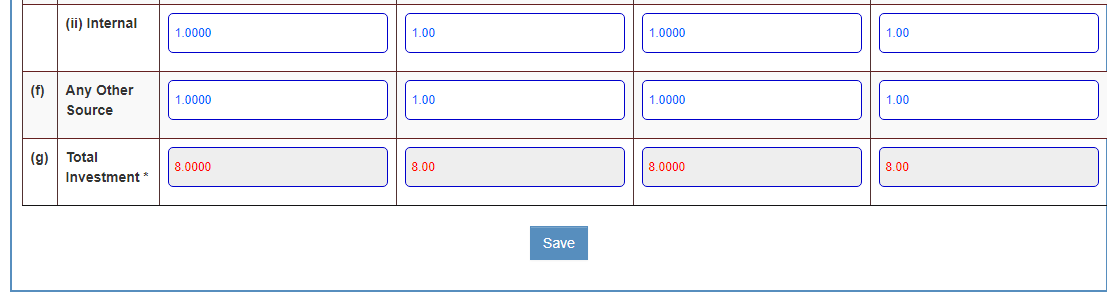 (ii) Internal
1.0000 1.00 1.0000 1.00
(f) Any Other
Source
1.0000 1.00 1.0000 1.00
(g) Total
Investment *
8.0000 8.00 8.0000 8.00
Save